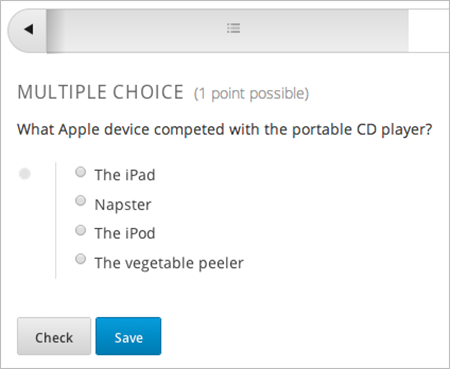 MULTIPLE CHOICE (1 point possible)
What Apple device competed with the portable CD player?
The iPad
Napster
The iPod
The vegetable peeler
Check Save